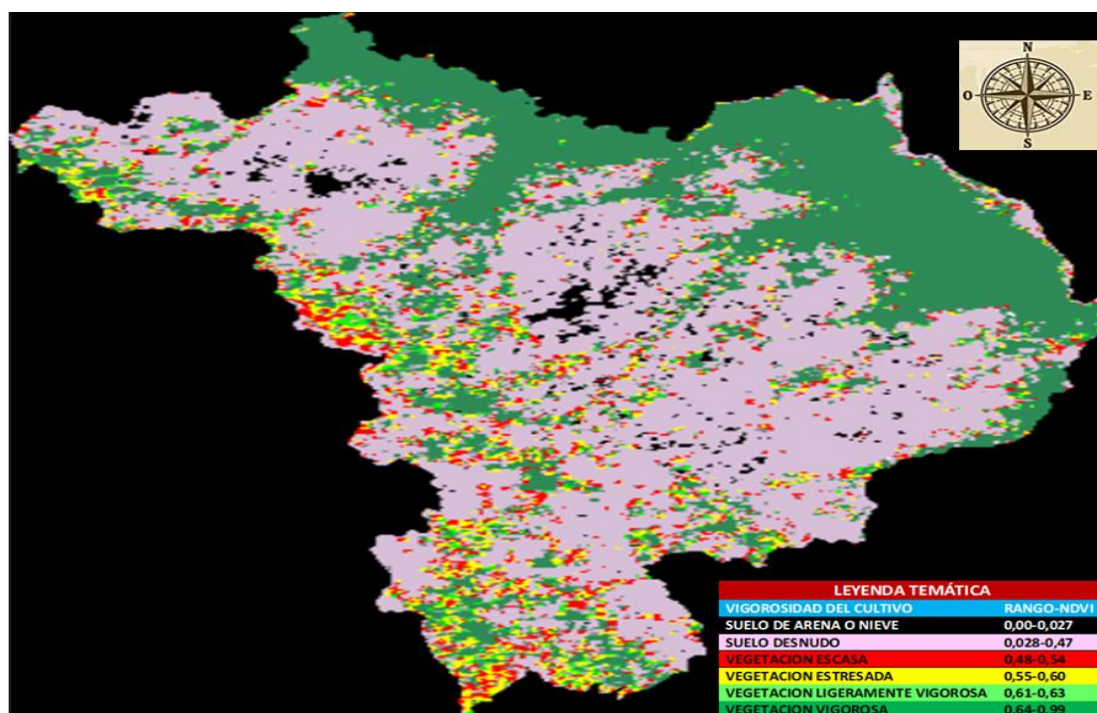 N
O E
S
LEYENDA TEMÁTICA
VIGOROSIDAD DEL CULTIVO RANGO-NDVI
SUELO DE ARENA O NIEVE 0,00-0,027
SUELO DESNUDO 0,028-0,47
VEGETACION ESCASA 0,48-0,54
VEGETACION ESTRESADA 0,55-0,60
VEGETACION LIGERAMENTE VIGOROSA 0,61-0,63
VEGETACION VIGOROSA 0,64-0,99